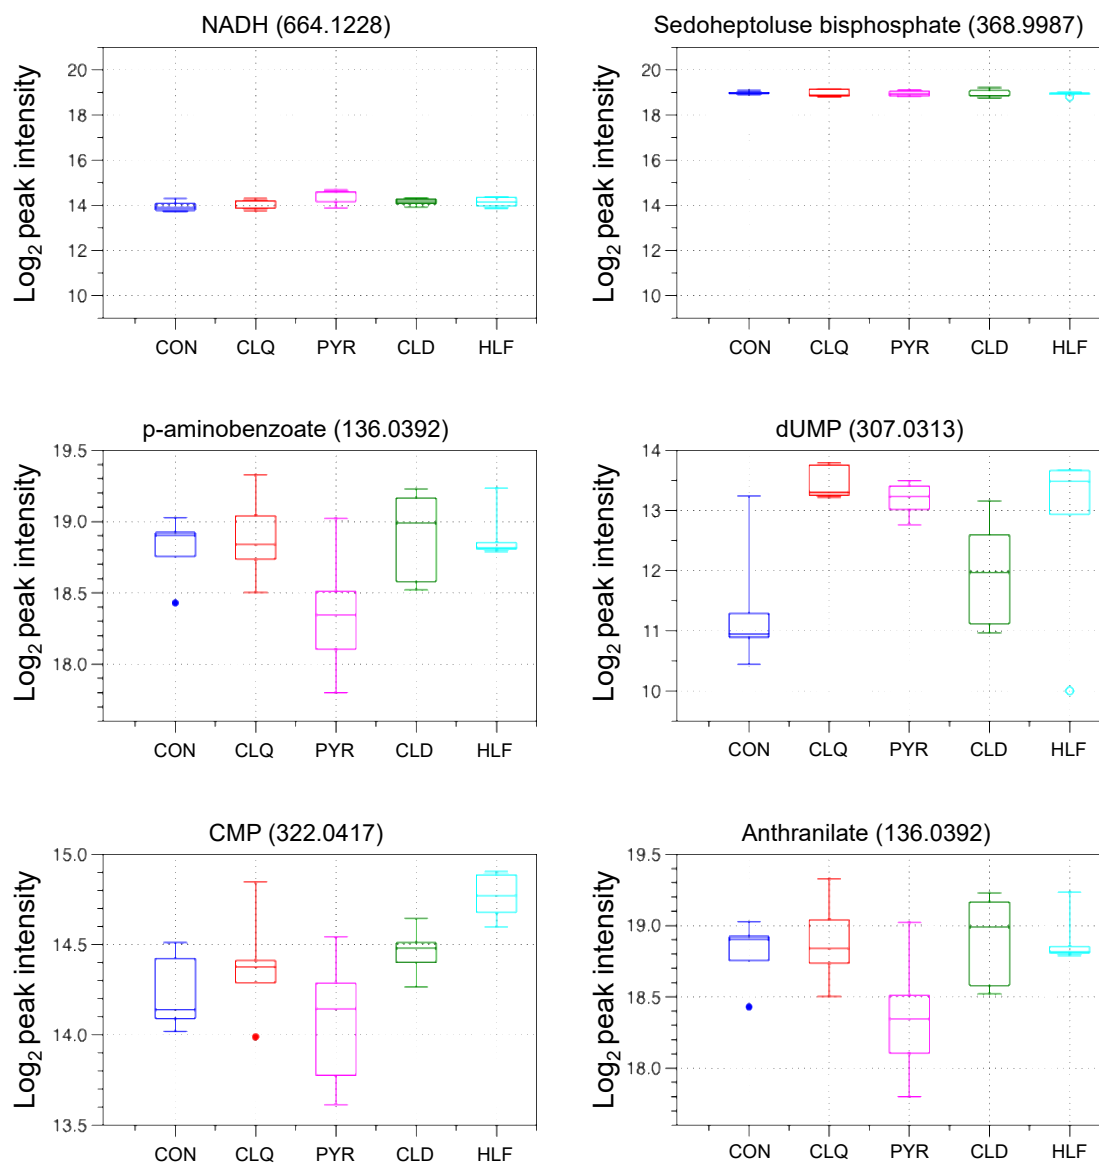 NADH (664.1228)
Log2 peak intensity
20
18
16
14
12
10
CON CLQ PYR CLD HLF
Sedoheptoluse bisphosphate (368.9987)
Log2 peak intensity
20
18
16
14
12
10
CON CLQ PYR CLD HLF
p-aminobenzoate (136.0392)
Log2 peak intensity
19.5
19.0
18.5
18.0
CON CLQ PYR CLD HLF
dUMP (307.0313)
Log2 peak intensity
14
13
12
11
10
CON CLQ PYR CLD HLF
CMP (322.0417)
Log2 peak intensity
15.0
14.5
14.0
13.5
CON CLQ PYR CLD HLF
Anthranilate (136.0392)
Log2 peak intensity
19.5
19.0
18.5
18.0
CON CLQ PYR CLD HLF